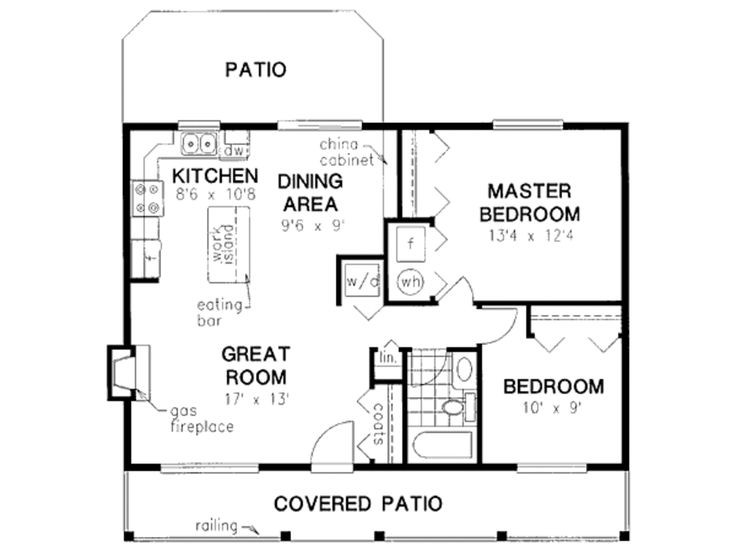 PATIO
china
cabinet
dw
KITCHEN
8'6 x 10'8
DINING
AREA
9'6 x 9'
MASTER
BEDROOM
13'4 x 12'4
work
island
f
f
w/d
wh
eating
bar
GREAT
ROOM
17' x 13'
lin.
BEDROOM
10' x 9'
gas
fireplace
coats
COVERED PATIO
railing